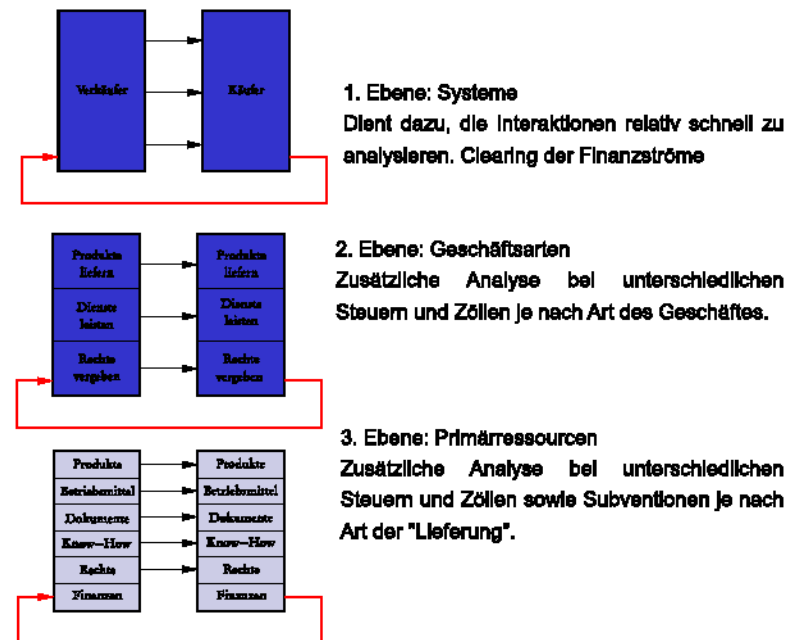 Verkäufer
Käufer
1. Ebene: Systeme
Dient dazu, die Interaktionen relativ schnell zu
analysieren. Clearing der Finanzströme
Produkte
liefern
Dienste
leisten
Rechte
vergeben
Produkte
liefern
Dienste
leisten
Rechte
vergeben
2. Ebene: Geschäftsarten
Zusätzliche Analyse bei unterschiedlichen
Steuern und Zöllen je nach Art des Geschäftes.
Produkte
Betriebsmittel
Dokumente
Know-How
Rechte
Finanzen
Produkte
Betriebsmittel
Dokumente
Know-How
Rechte
Finanzen
3. Ebene: Primärressourcen
Zusätzliche Analyse bei unterschiedlichen
Steuern und Zöllen sowie Subventionen je nach
Art der "Lieferung".